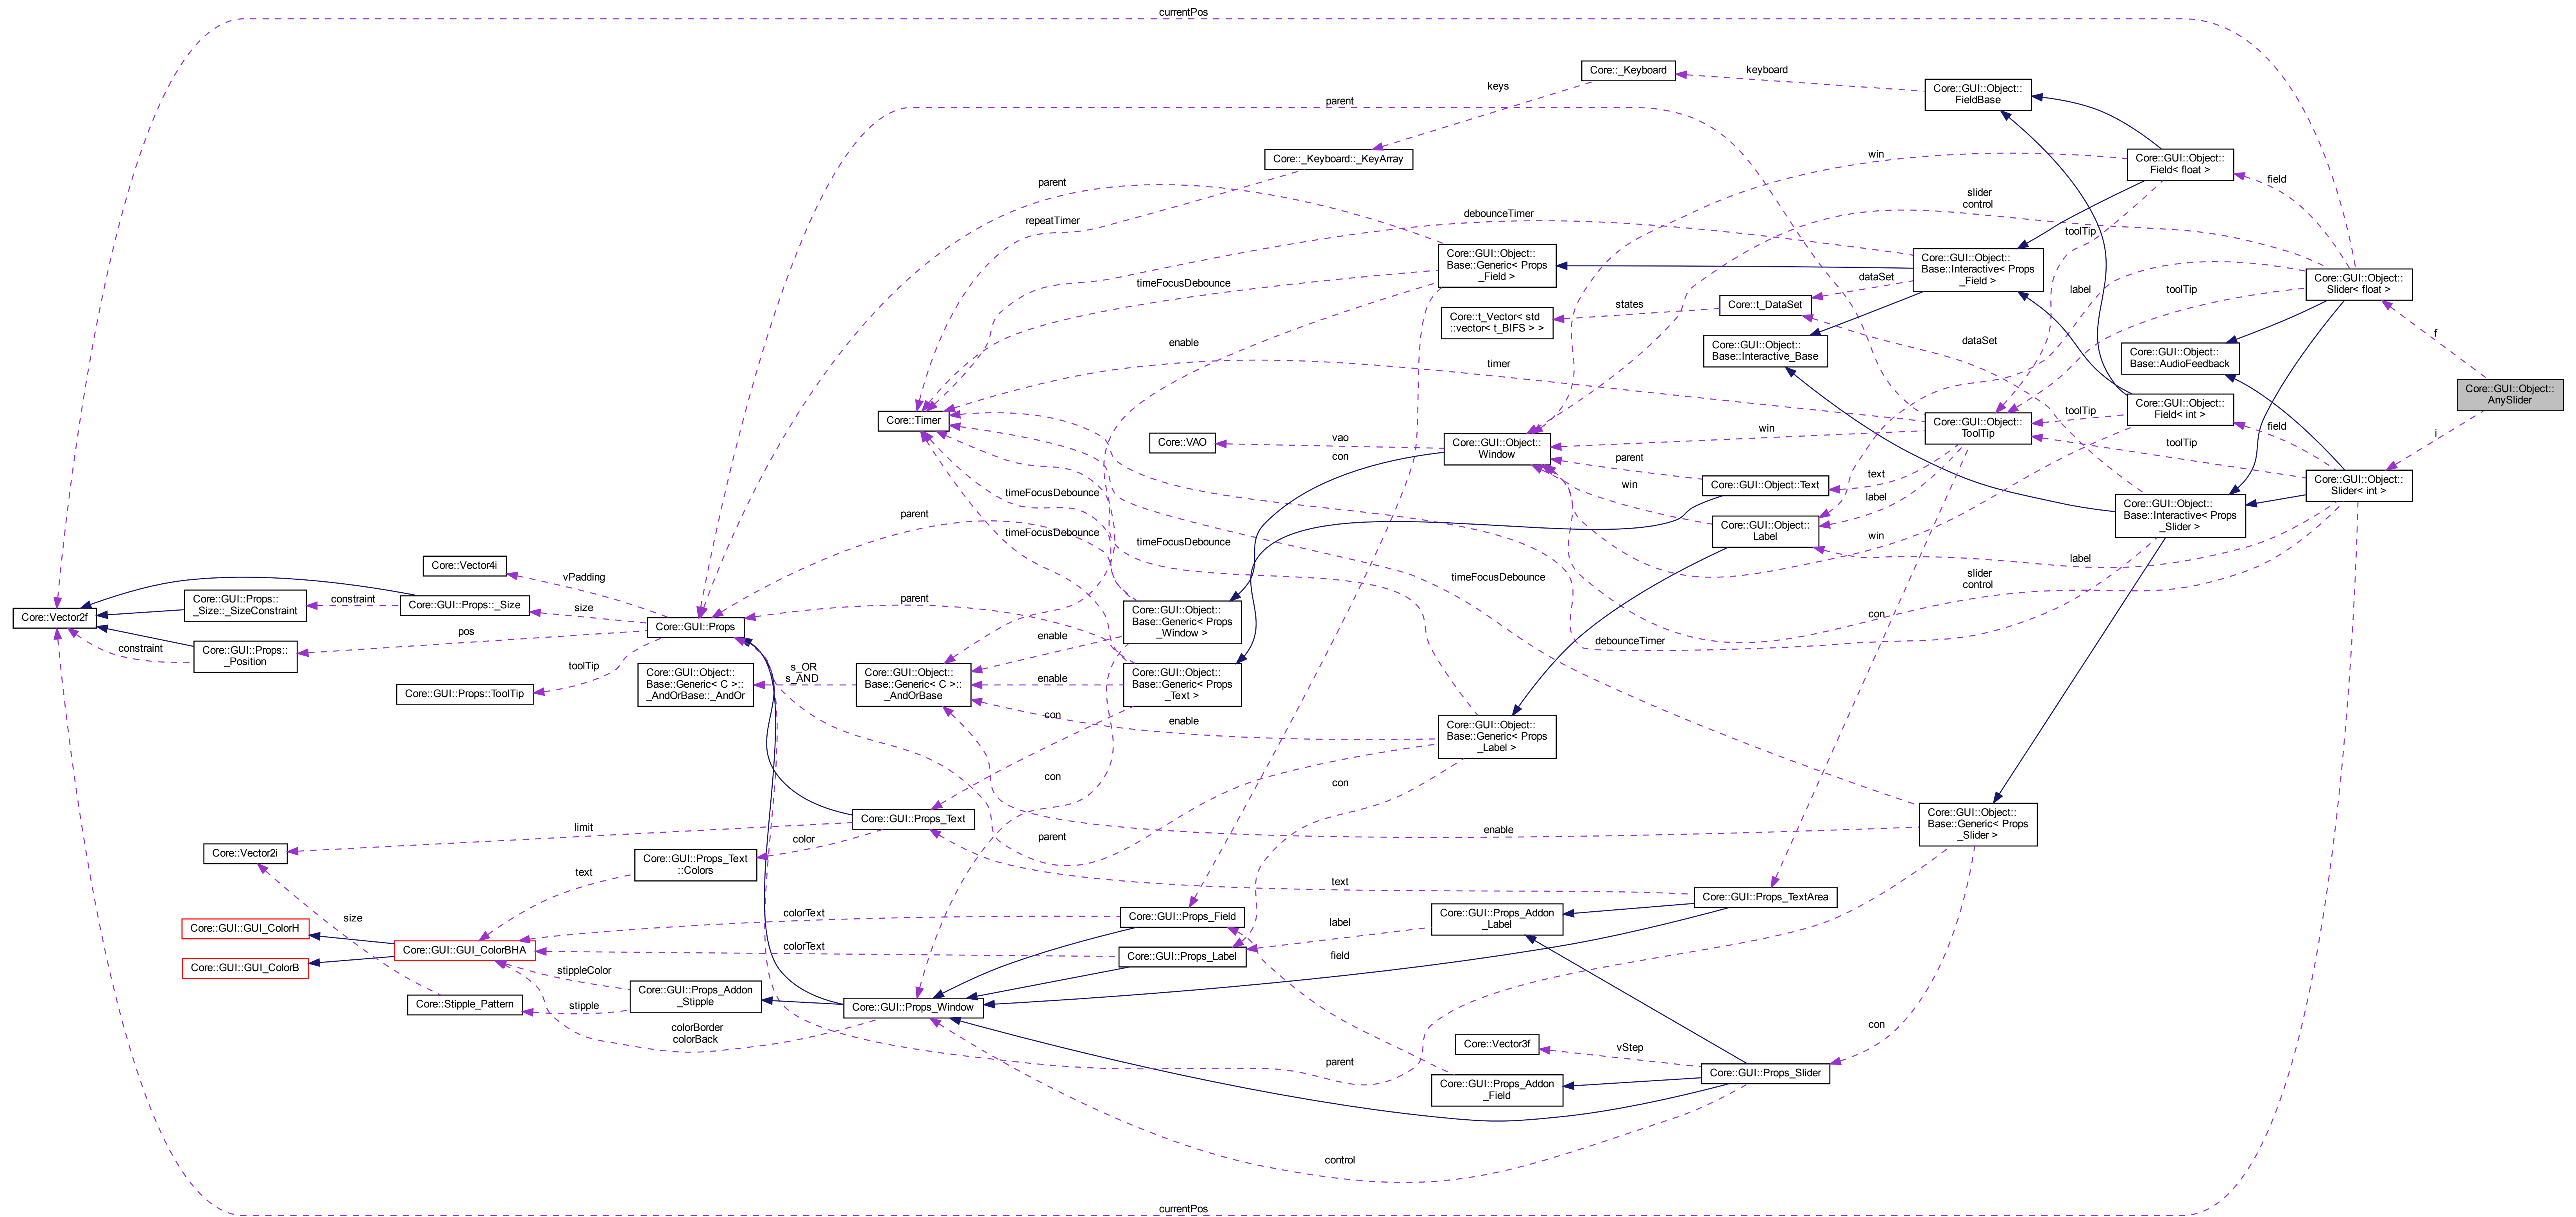 currentPos
Core::_Keyboard
keyboard
Core::GUI::Object::
FieldBase
keys
parent
Core::_Keyboard::_KeyArray
win
Core::GUI::Object::
Field< float >
field
parent
slider
control
repeatTimer
debounceTimer
toolTip
Core::GUI::Object::
Base::Generic< Props
_Field >
Core::GUI::Object::
Base::Interactive< Props
_Field >
Core::GUI::Object::
Slider< float >
timeFocusDebounce
dataSet
label
toolTip
Core::t_DataSet
states
Core::t_Vector< std
::vector< t_BIFS > >
f
enable
Core::GUI::Object::
Base::Interactive_Base
dataSet
Core::GUI::Object::
Base::AudioFeedback
timer
Core::GUI::Object::
AnySlider
Core::Timer
Core::GUI::Object::
ToolTip
toolTip
Core::GUI::Object::
Field< int >
field
i
Core::VAO
vao
Core::GUI::Object::
Window
win
con
parent
toolTip
text
Core::GUI::Object::Text
win
label
Core::GUI::Object::
Slider< int >
timeFocusDebounce
parent
Core::GUI::Object::
Label
Core::GUI::Object::
Base::Interactive< Props
_Slider >
timeFocusDebounce
timeFocusDebounce
win
label
Core::Vector4i
vPadding
timeFocusDebounce
slider
control
Core::Vector2f
Core::GUI::Props::
_Size::_SizeConstraint
constraint
Core::GUI::Props::_Size
size
parent
Core::GUI::Object::
Base::Generic< Props
_Window >
con
Core::GUI::Props
pos
constraint
Core::GUI::Props::
_Position
enable
debounceTimer
toolTip
Core::GUI::Props::ToolTip
Core::GUI::Object::
Base::Generic< C >::
_AndOrBase::_AndOr
s_OR
s_AND
Core::GUI::Object::
Base::Generic< C >::
_AndOrBase
enable
Core::GUI::Object::
Base::Generic< Props
_Text >
con
enable
Core::GUI::Object::
Base::Generic< Props
_Label >
con
con
Core::GUI::Props_Text
limit
color
Core::Vector2i
parent
enable
Core::GUI::Object::
Base::Generic< Props
_Slider >
Core::GUI::Props_Text
::Colors
text
text
Core::GUI::Props_TextArea
size
colorText
Core::GUI::Props_Field
Core::GUI::Props_Addon
_Label
label
Core::GUI::GUI_ColorH
Core::GUI::GUI_ColorBHA
colorText
Core::GUI::Props_Label
field
Core::GUI::GUI_ColorB
stippleColor
Core::GUI::Props_Addon
_Stipple
Core::Stipple_Pattern
stipple
Core::GUI::Props_Window
colorBorder
colorBack
con
Core::Vector3f
vStep
parent
Core::GUI::Props_Slider
Core::GUI::Props_Addon
_Field
control
currentPos